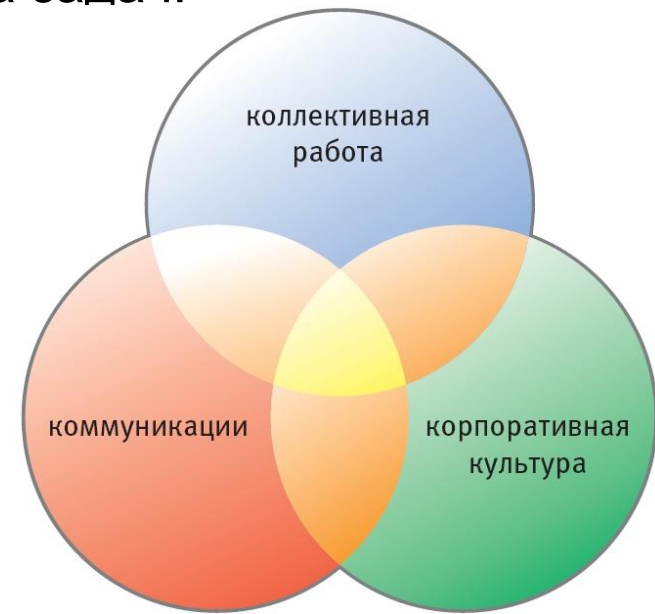 коллективная
работа
коммуникации
корпоративная
культура